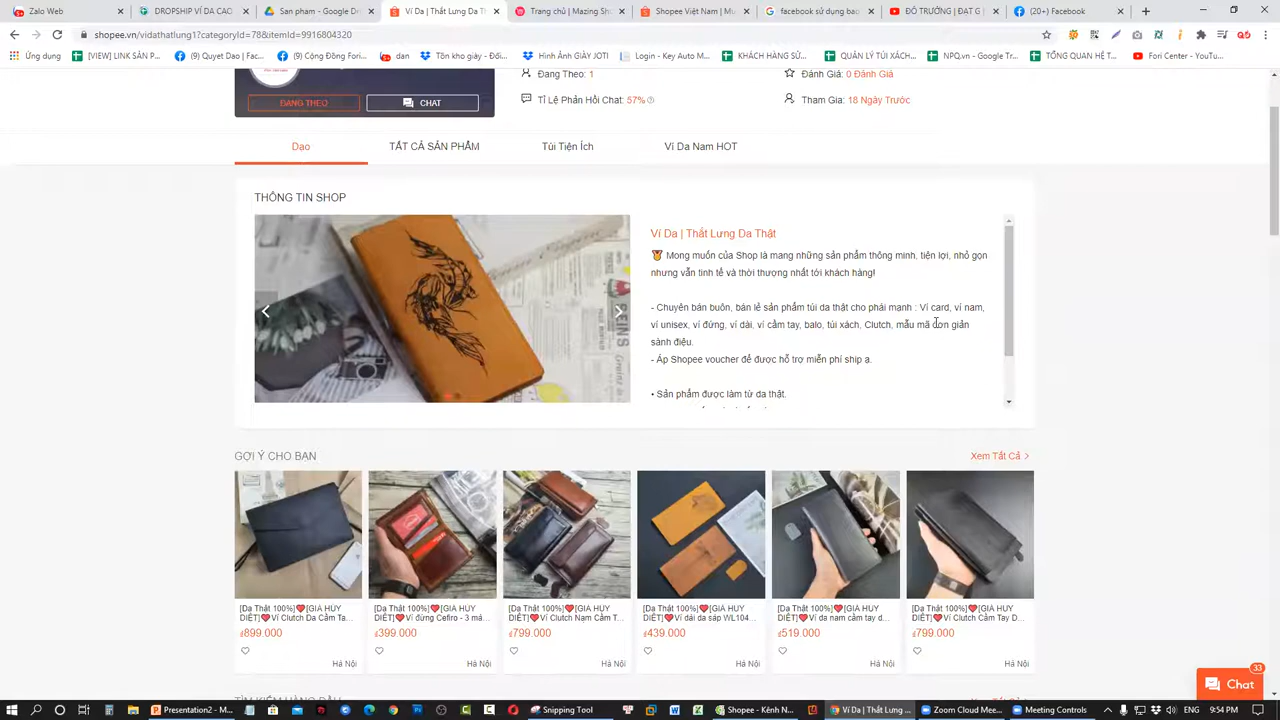 Zalo Web
DROPSHIP VÍ DA CAO
San pham - Google
Ví Da | Thắt Lưng Da Th
Trang chủ | Mazing Sho
Shopee Việt Nam | Mu
facebook sử dụng bao
ĐỖ TRƯỜNG | ĐẠT G |
(20+) Facebook
shopee.vn/vidathatlung1?categoryId=788&itemId=9916804320
Ứng dụng
[VIEW] LINK SẢN P...
(9) Quyet Dao | Fac...
(9) Cộng Đồng Fori...
dan
Tồn kho giày - Đổi...
Hình Ảnh GIÀY JOTI
Login - Key Auto M...
KHÁCH HÀNG SỬ...
QUẢN LÝ TÚI XÁCH...
NPQ.vn - Google Tr...
TỔNG QUAN HỆ T...
Fori Center - YouTu...
ĐANG THEO
CHAT
Đang Theo: 1
Tỉ Lệ Phản Hồi Chat: 57%
Đánh Giá: 0 Đánh Giá
Tham Gia: 18 Ngày Trước
Dạo
TẤT CẢ SẢN PHẨM
Túi Tiện Ích
Ví Da Nam HOT
THÔNG TIN SHOP
Ví Da | Thắt Lưng Da Thật
🏅 Mong muốn của Shop là mang những sản phẩm thông minh, tiện lợi, nhỏ gọn
nhưng vẫn tinh tế và thời thượng nhất tới khách hàng!
- Chuyên bán buôn, bán lẻ sản phẩm túi da thật cho phái mạnh : Ví card, ví nam,
ví unisex, ví đứng, ví dài, ví cầm tay, balo, túi xách, Clutch, mẫu mã đơn giản
sành điệu.
- Áp Shopee voucher để được hỗ trợ miễn phí ship ạ.
• Sản phẩm được làm từ da thật.
GỢI Ý CHO BẠN
Xem Tất Cả >
[Da Thật 100%]❤️[GIÁ HỦY
DIỆT]❤️Ví Clutch Da Cầm Ta...
₫899.000
Hà Nội
[Da Thật 100%]❤️[GIÁ HỦY
DIỆT]❤️Ví đứng Cefiro - 3 mà...
₫399.000
Hà Nội
[Da Thật 100%]❤️[GIÁ HỦY
DIỆT]❤️Ví Clutch Nam Cầm T...
₫799.000
Hà Nội
[Da Thật 100%]❤️[GIÁ HỦY
DIỆT]❤️Ví dài da sáp WL104...
₫439.000
Hà Nội
[Da Thật 100%]❤️[GIÁ HỦY
DIỆT]❤️Ví da nam cầm tay d...
₫519.000
Hà Nội
[Da Thật 100%]❤️[GIÁ HỦY
DIỆT]❤️Ví Clutch Cầm Tay D...
₫799.000
Hà Nội
33
Chat
Presentation2 - M...
Snipping Tool
Shopee - Kênh N...
Ví Da | Thắt Lưng ...
Zoom Cloud Mee...
Meeting Controls
9:54 PM